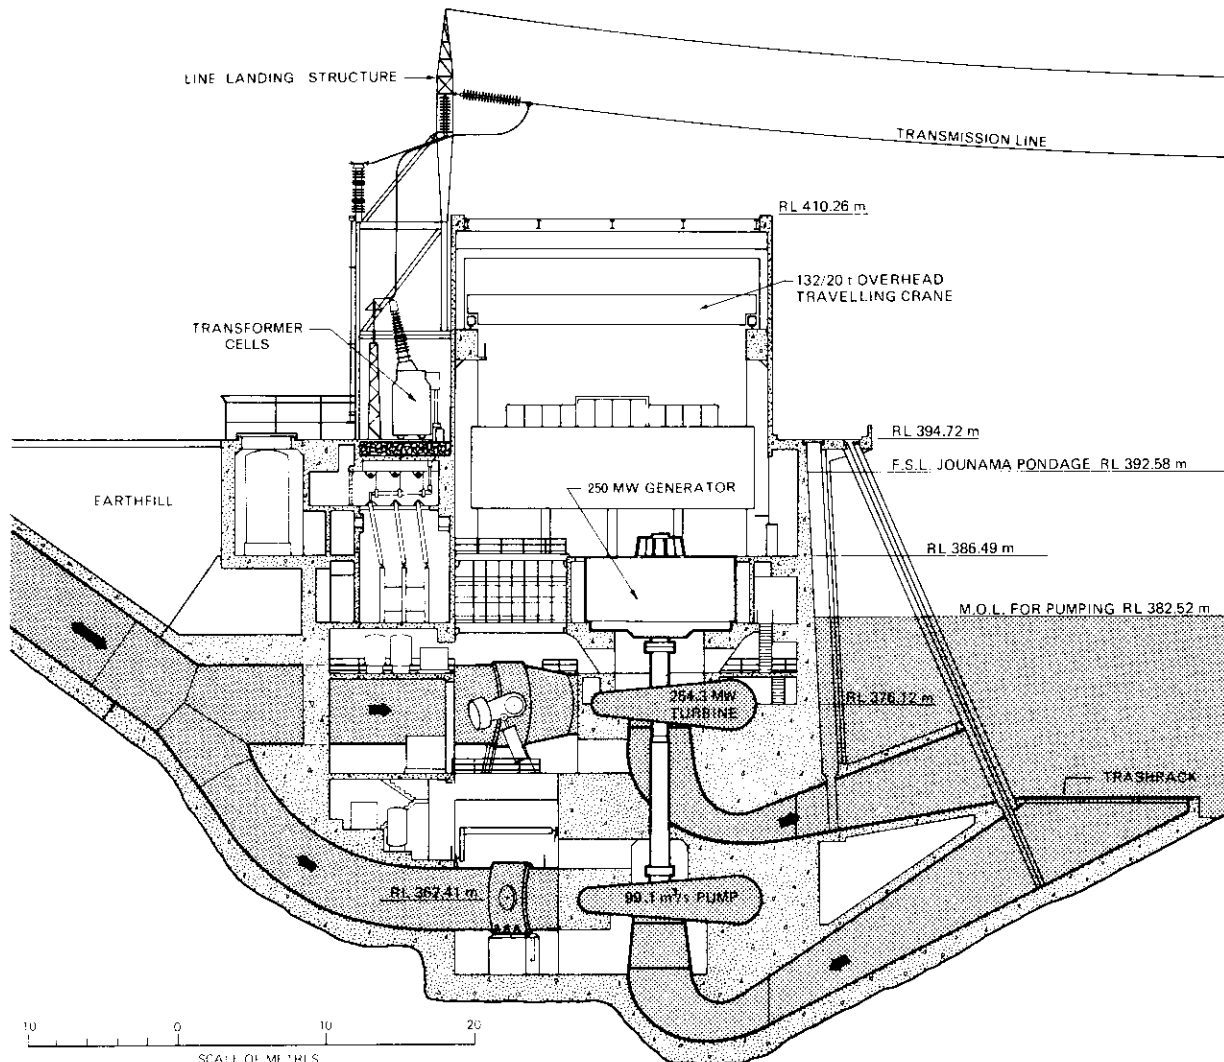 LINE LANDING STRUCTURE
TRANSMISSION LINE
RL 410.26 m
132/20 t OVERHEAD
TRAVELLING CRANE
TRANSFORMER
CELLS
RL 394.72 m
F.S.L. JOUNAMA PONDAGE RL 392.58 m
250 MW GENERATOR
EARTHFILL
RL 386.49 m
M.O.L. FOR PUMPING RL 382.52 m
264.3 MW
TURBINE
RL 376.12 m
TRASHRACK
RL 362.41 m
99.1 m³/s PUMP
10 0 10 20
SCALE OF METRES